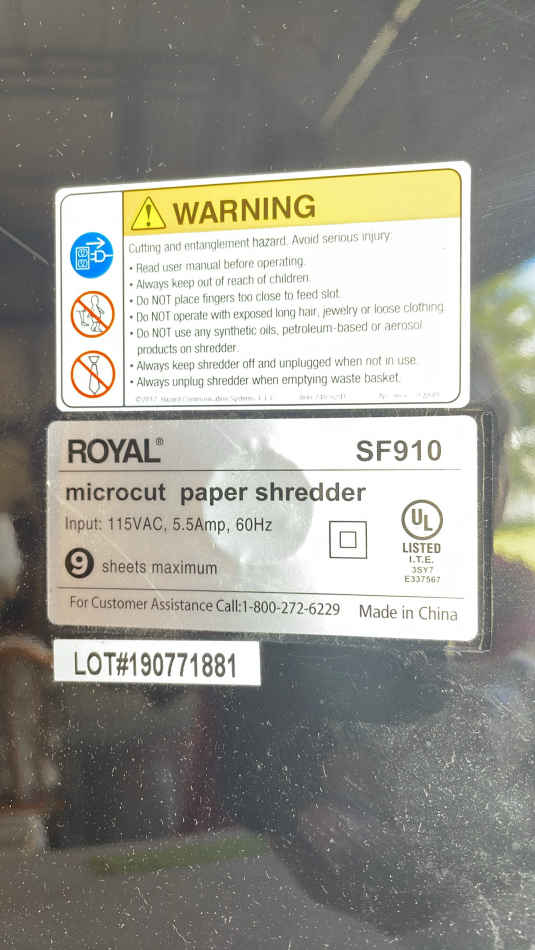 WARNING
Cutting and entanglement hazard. Avoid serious injury:
• Read user manual before operating.
• Always keep out of reach of children.
• Do NOT place fingers too close to feed slot.
• Do NOT operate with exposed long hair, jewelry or loose clothing.
• Do NOT use any synthetic oils, petroleum-based or aerosol
products on shredder.
• Always keep shredder off and unplugged when not in use.
• Always unplug shredder when emptying waste basket.
Hazard Communication Systems, LLC
ROYAL® SF910
microcut paper shredder
Input: 115VAC, 5.5Amp, 60Hz
9 sheets maximum
UL
LISTED
I.T.E.
3SY7
E337567
For Customer Assistance Call:1-800-272-6229 Made in China
LOT#190771881